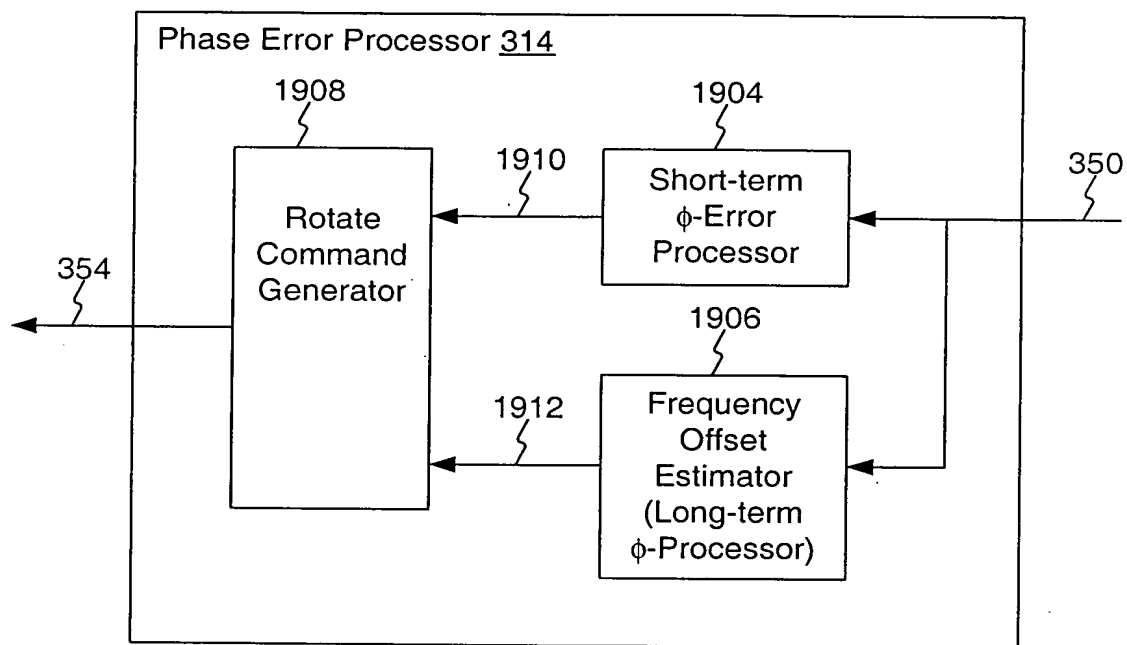 Phase Error Processor 314
1908
1904
1910
350
Short-term
ϕ-Error
Processor
Rotate
Command
Generator
354
1906
1912
Frequency
Offset
Estimator
(Long-term
ϕ-Processor)